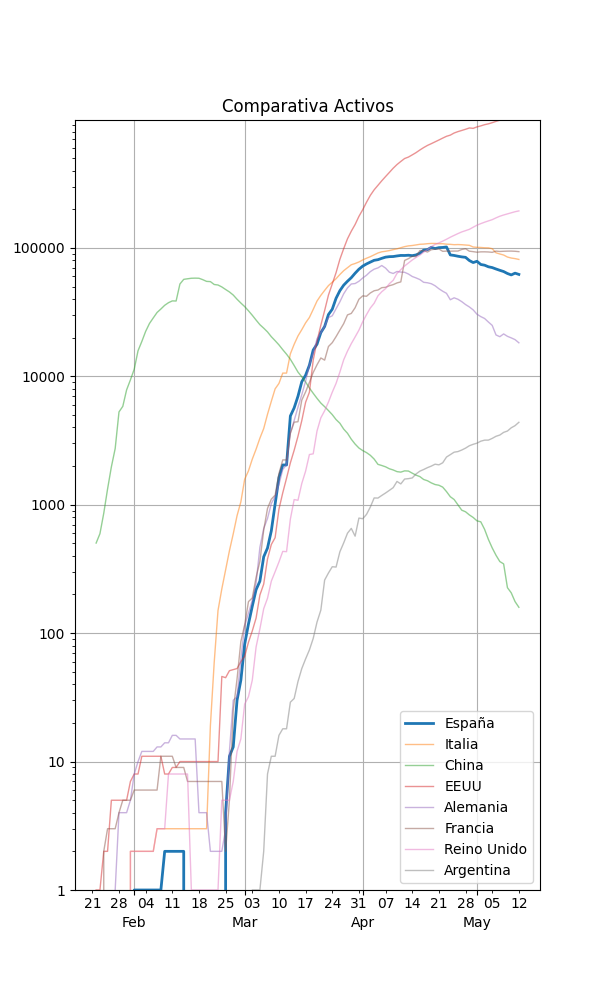 Comparativa Activos
100000
10000
1000
100
10
1
España
Italia
China
EEUU
Alemania
Francia
Reino Unido
Argentina
21 28 04 11 18 25 03 10 17 24 31 07 14 21 28 05 12
Feb Mar Apr May